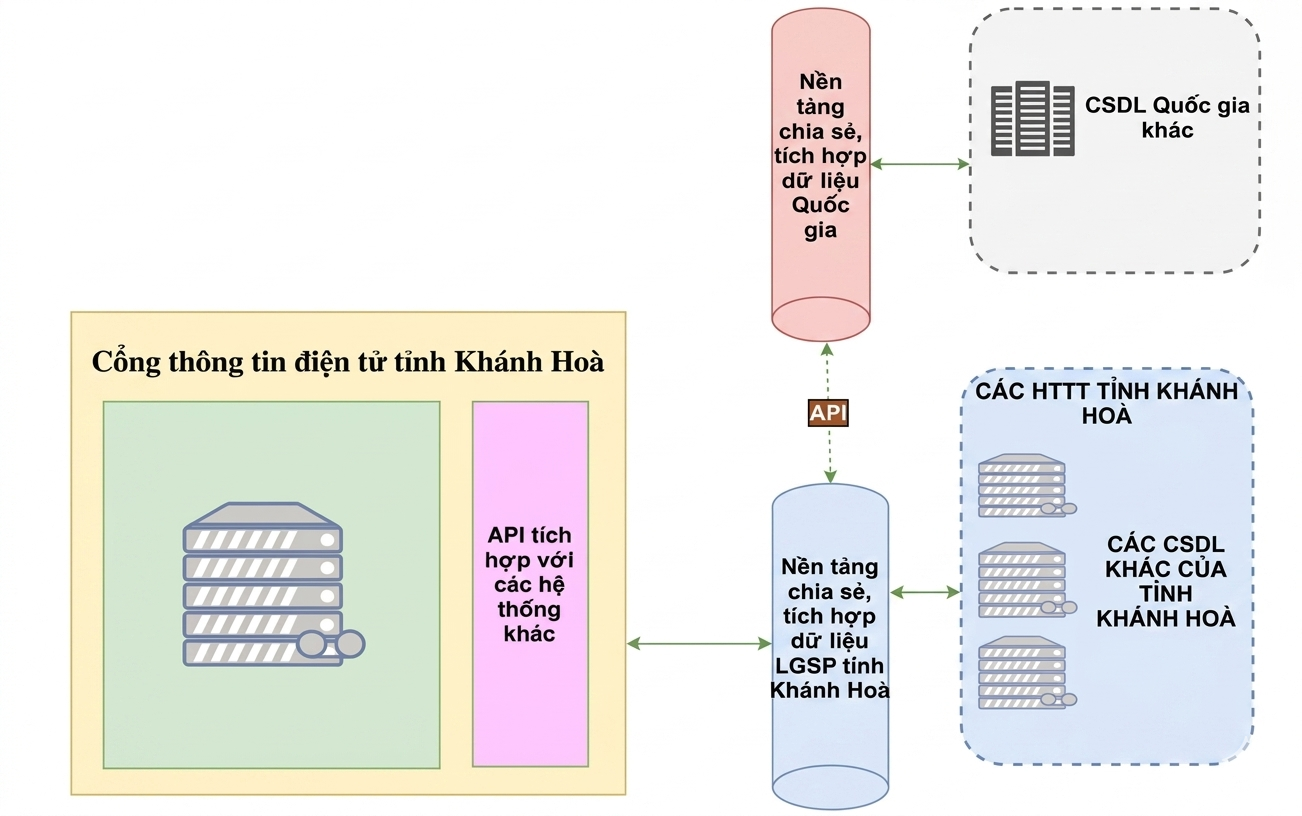 Nền
tảng
chia sẻ,
tích hợp
dữ liệu
Quốc
gia
CSDL Quốc gia
khác
Cổng thông tin điện tử tỉnh Khánh Hoà
API tích
hợp với
các hệ
thống
khác
API
Nền tảng
chia sẻ,
tích hợp
dữ liệu
LGSP tính
Khánh Hoà
CÁC HTTT TỈNH KHÁNH
HOÀ
CÁC CSDL
KHÁC CỦA
TỈNH
KHÁNH HOÀ